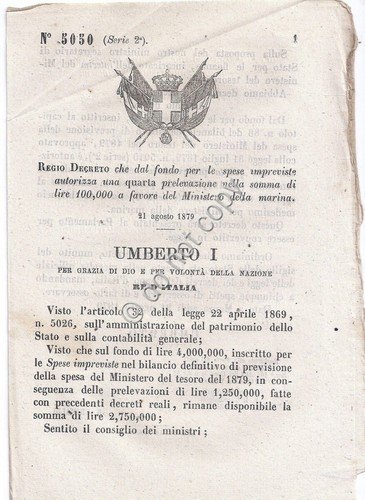 N° 5050 (Serie 2ª) 1
REGIO DECRETO che dal fondo per le spese impreviste
autorizza una quarta prelevazione nella somma di
lire 100,000 a favore del Ministero della marina.
21 agosto 1879
UMBERTO I
PER GRAZIA DI DIO E PER VOLONTÀ DELLA NAZIONE
RE D'ITALIA
Visto l'articolo 32 della legge 22 aprile 1869,
n. 5026, sull'amministrazione del patrimonio dello
Stato e sulla contabilità generale;
Visto che sul fondo di lire 4,000,000, inscritto per
le Spese impreviste nel bilancio definitivo di previsione
della spesa del Ministero del tesoro del 1879, in con-
seguenza delle prelevazioni di lire 1,250,000, fatte
con precedenti decreti reali, rimane disponibile la
somma di lire 2,750,000;
Sentito il consiglio dei ministri;
do not copy